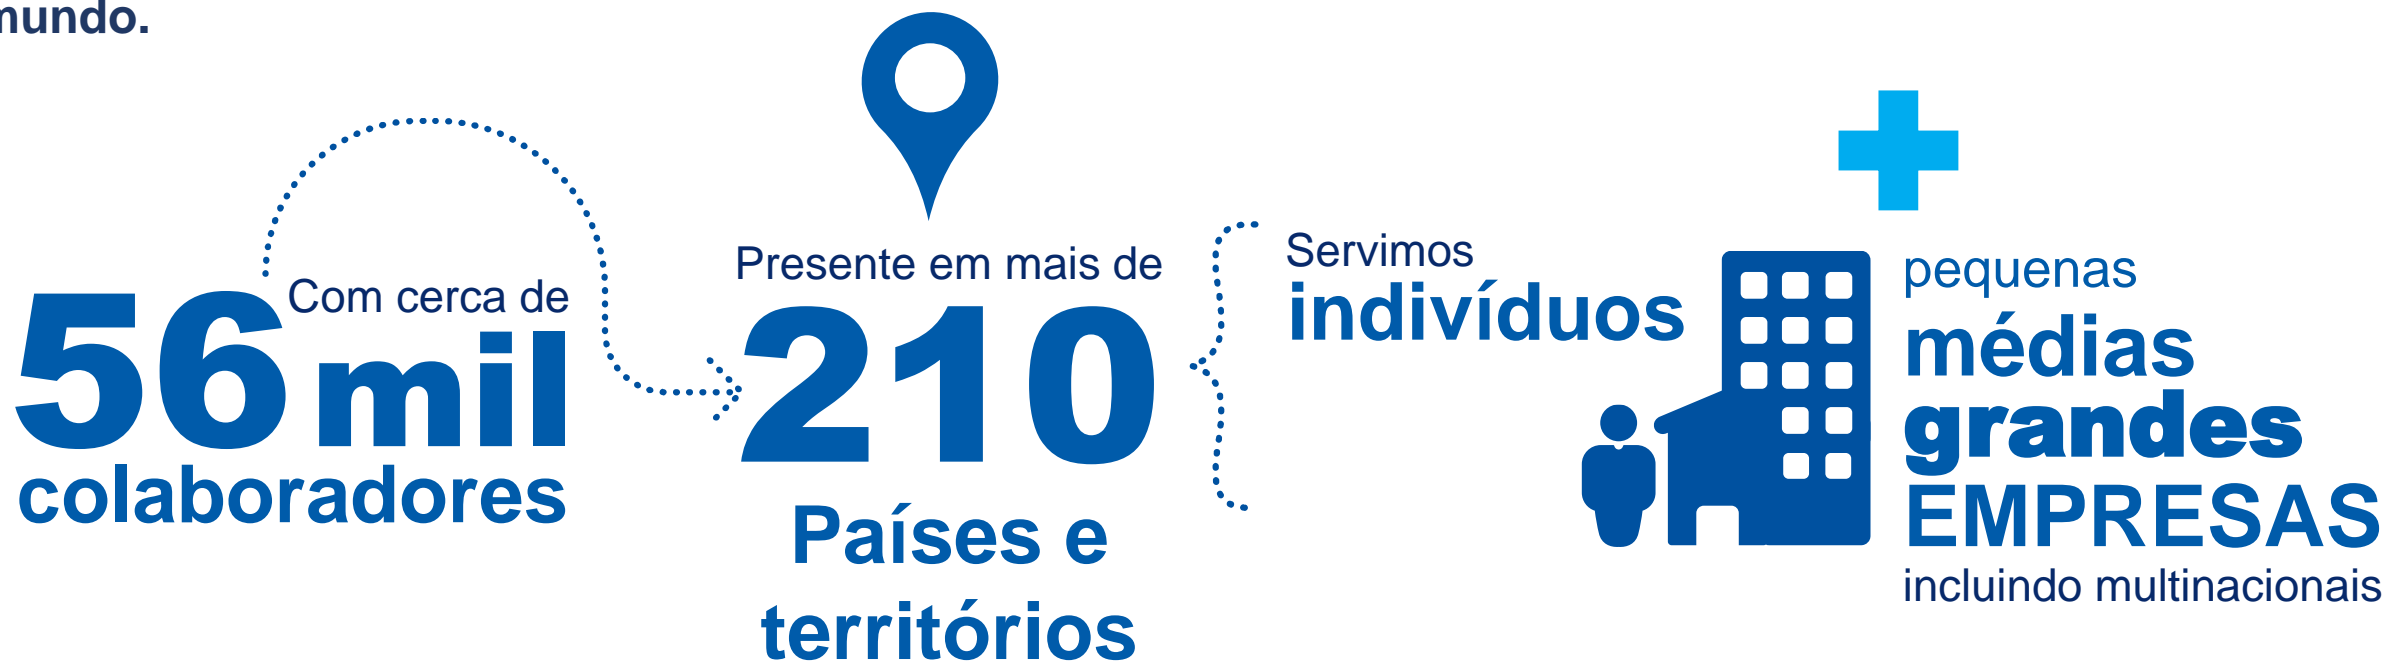 mundo.
Com cerca de
56 mil
colaboradores
Presente em mais de
210
Países e
territórios
Servimos
indivíduos
pequenas
médias
grandes
EMPRESAS
incluindo multinacionais